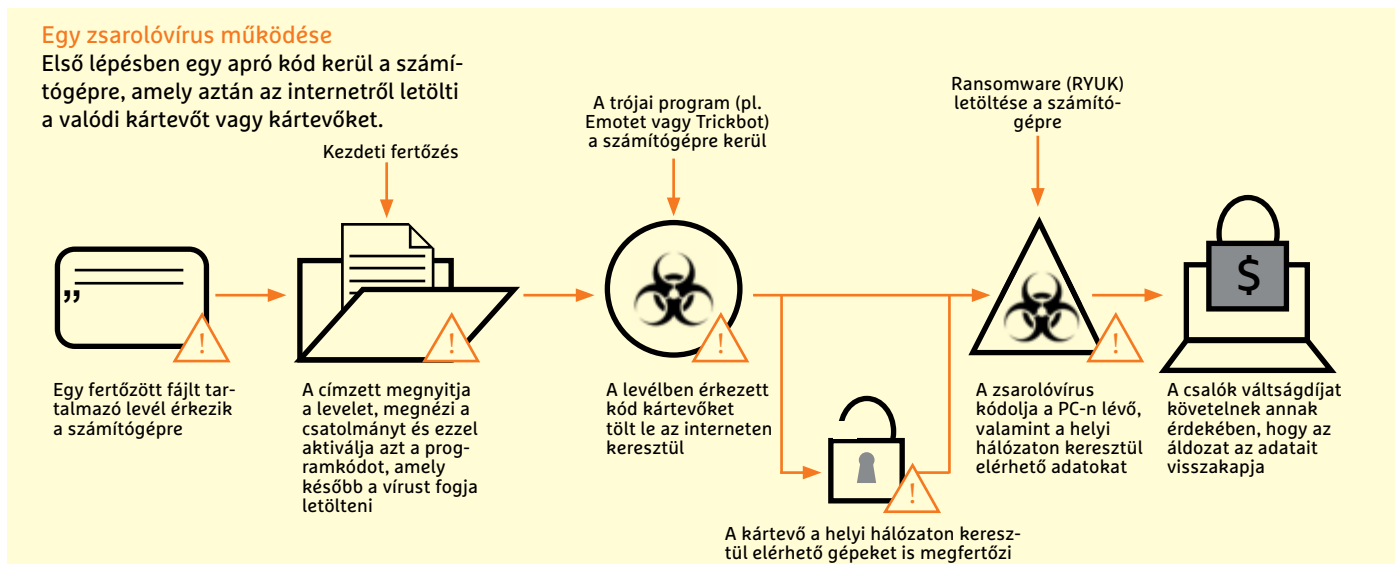 Egy zsarolóvírus működése
Első lépésben egy apró kód kerül a szémí-
tógépre, amely aztán az internetről letölti
a valódi kártevőt vagy kártevőket.
Kezdeti fertőzés
A trójai program (pl.
Emotet vagy Trickbot)
a számítógépre kerül
Ransomware (RYUK)
letöltése a számító-
gépre
„
!
!
!
!
$
Egy fertőzött fájlt tar-
talmazó levél érkezik
a számítógépre
A címzett megnyitja
a levelet, megnézi a
csatolmányt és ezzel
aktiválja azt a prog-
ramkódot, amely
később a vírust fogja
letölteni
A levélben érkezett
kód kártevőket
tölt le az interneten
keresztül
A zsarolóvírus
kódolja a PC-n lévő,
valamint a helyi
hálózaton keresztül
elérhető adatokat
A csalók váltságdíjat
követelnek annak
érdekében, hogy az
áldozat az adatait
visszakapja
!
A kártevő a helyi hálózaton keresz-
tül elérhető gépeket is megfertőzi